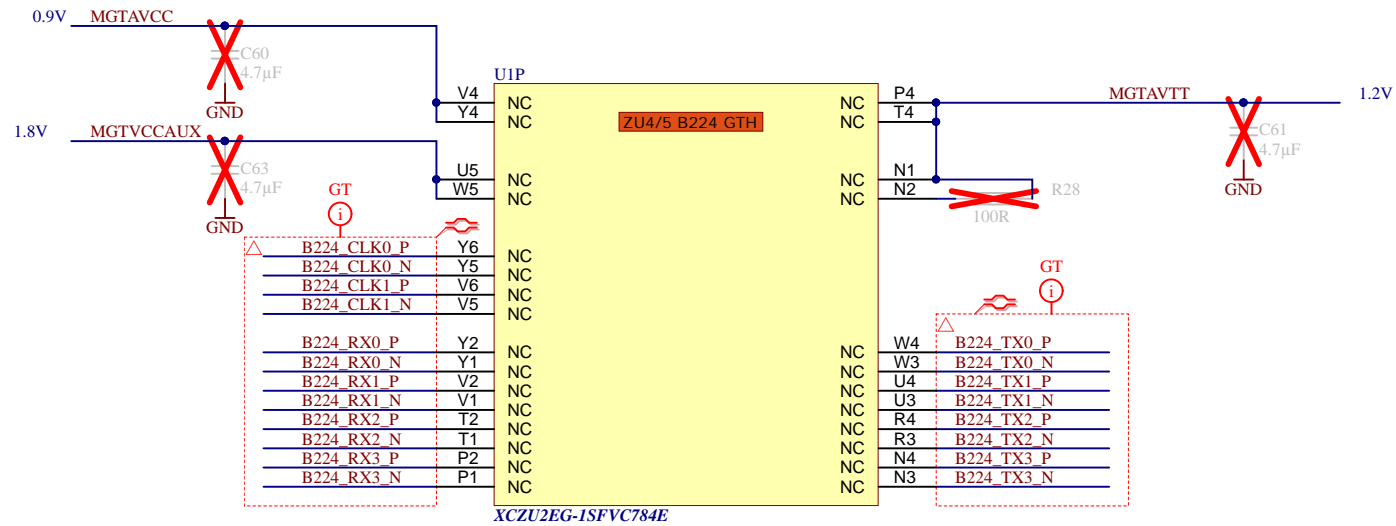 0.9V MGTAVCC
C60
4.7µF
GND
U1P
V4 NC NC P4 MGTAVTT 1.2V
Y4 NC ZU4/5 B224 GTH NC T4
C61
4.7µF
GND
1.8V MGTVCCAUX
C63
4.7µF
GND
U5 NC NC N1
W5 NC NC N2 R28
100R
GT
i
B224_CLK0_P Y6 NC
B224_CLK0_N Y5 NC
B224_CLK1_P V6 NC
B224_CLK1_N V5 NC
GT
i
B224_RX0_P Y2 NC NC W4 B224_TX0_P
B224_RX0_N Y1 NC NC W3 B224_TX0_N
B224_RX1_P V2 NC NC U4 B224_TX1_P
B224_RX1_N V1 NC NC U3 B224_TX1_N
B224_RX2_P T2 NC NC R4 B224_TX2_P
B224_RX2_N T1 NC NC R3 B224_TX2_N
B224_RX3_P P2 NC NC N4 B224_TX3_P
B224_RX3_N P1 NC NC N3 B224_TX3_N
XCZU2EG-1SFVC784E